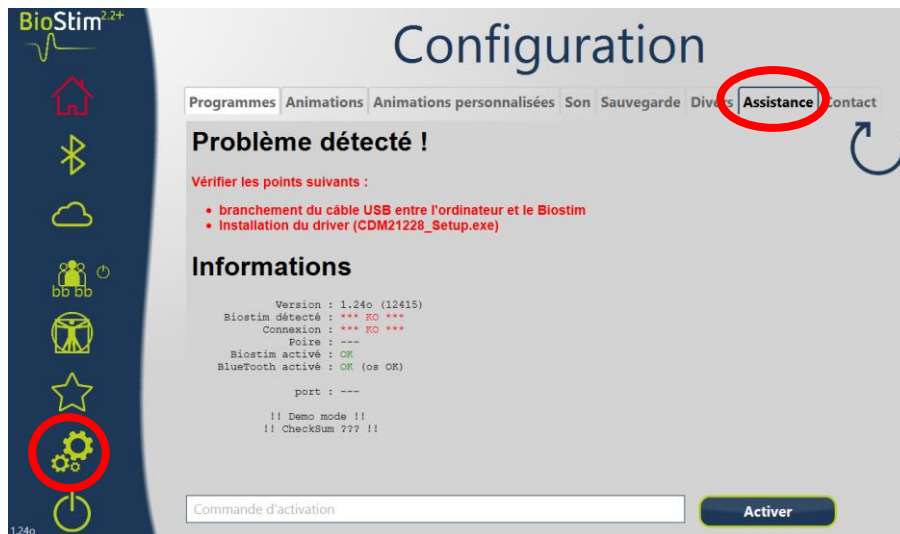 BioStim2.2+
Configuration
Programmes Animations Animations personnalisées Son Sauvegarde Divers Assistance Contact
Problème détecté !
Vérifier les points suivants :
• branchement du câble USB entre l'ordinateur et le Biostim
• Installation du driver (CDM21228_Setup.exe)
Informations
Version : 1.24o (12415)
Biostim détecté : *** KO ***
Connexion : *** KO ***
Poire : ---
Biostim activé : OK
BlueTooth activé : OK (os OK)
port : ---
!! Demo mode !!
!! CheckSum ??? !!
bb bb
Commande d'activation
Activer
1.24o